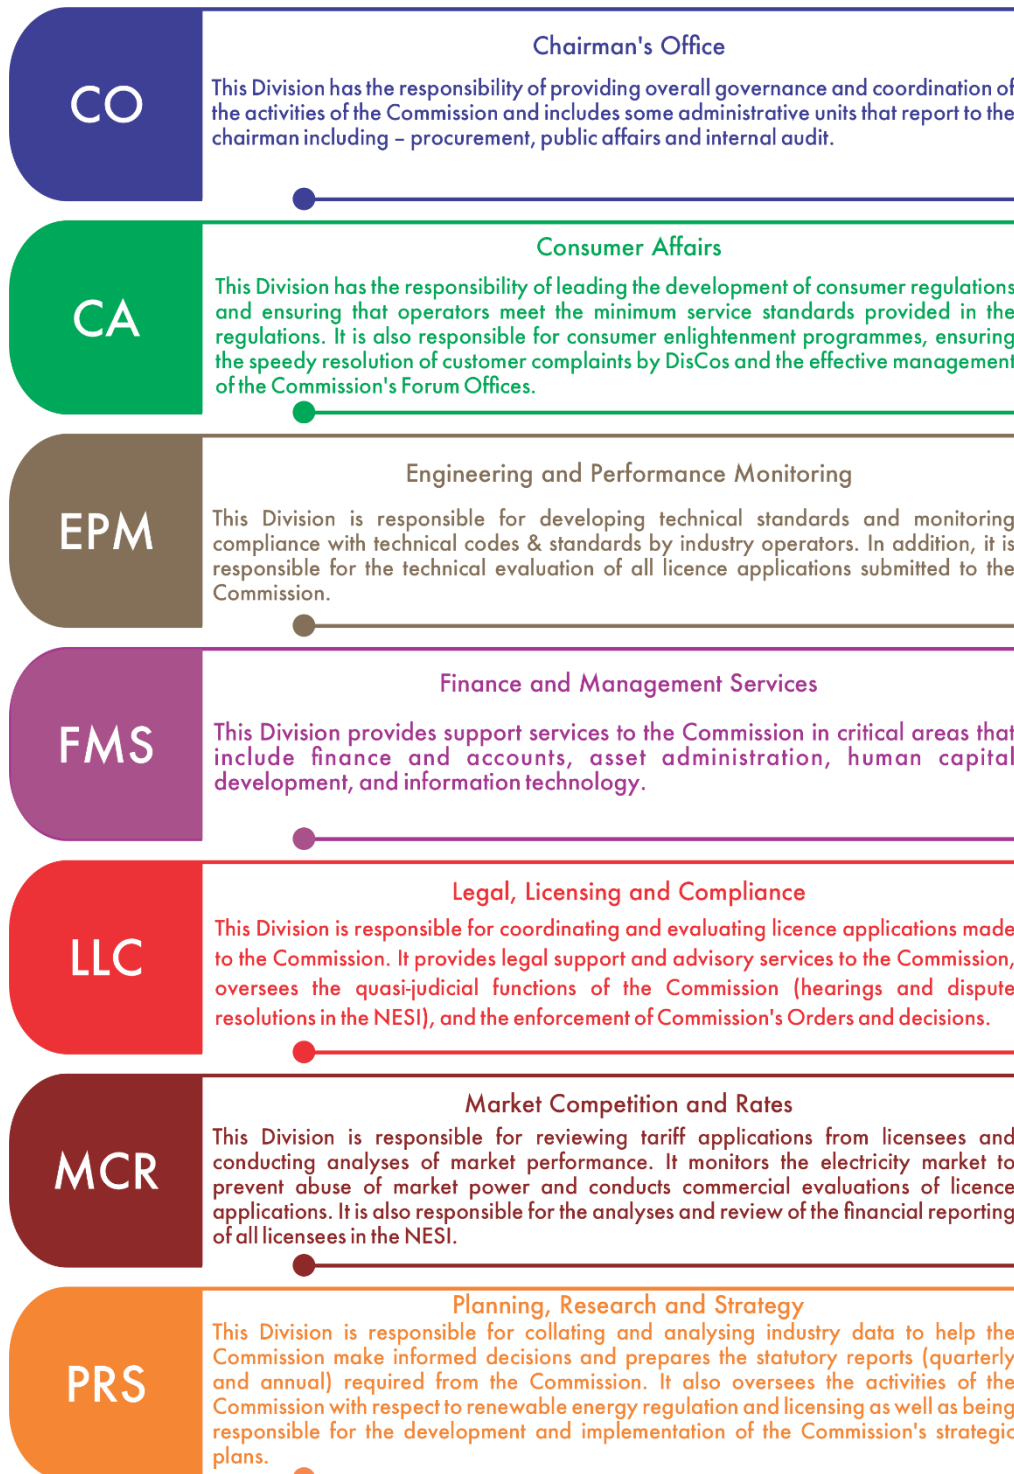 CO
Chairman's Office
This Division has the responsibility of providing overall governance and coordination of
the activities of the Commission and includes some administrative units that report to the
chairman including – procurement, public affairs and internal audit.
CA
Consumer Affairs
This Division has the responsibility of leading the development of consumer regulations
and ensuring that operators meet the minimum service standards provided in the
regulations. It is also responsible for consumer enlightenment programmes, ensuring
the speedy resolution of customer complaints by DisCos and the effective management
of the Commission's Forum Offices.
EPM
Engineering and Performance Monitoring
This Division is responsible for developing technical standards and monitoring
compliance with technical codes & standards by industry operators. In addition, it is
responsible for the technical evaluation of all licence applications submitted to the
Commission.
FMS
Finance and Management Services
This Division provides support services to the Commission in critical areas that
include finance and accounts, asset administration, human capital
development, and information technology.
LLC
Legal, Licensing and Compliance
This Division is responsible for coordinating and evaluating licence applications made
to the Commission. It provides legal support and advisory services to the Commission,
oversees the quasi-judicial functions of the Commission (hearings and dispute
resolutions in the NESI), and the enforcement of Commission's Orders and decisions.
MCR
Market Competition and Rates
This Division is responsible for reviewing tariff applications from licensees and
conducting analyses of market performance. It monitors the electricity market to
prevent abuse of market power and conducts commercial evaluations of licence
applications. It is also responsible for the analyses and review of the financial reporting
of all licensees in the NESI.
PRS
Planning, Research and Strategy
This Division is responsible for collating and analysing industry data to help the
Commission make informed decisions and prepares the statutory reports (quarterly
and annual) required from the Commission. It also oversees the activities of the
Commission with respect to renewable energy regulation and licensing as well as being
responsible for the development and implementation of the Commission's strategic
plans.